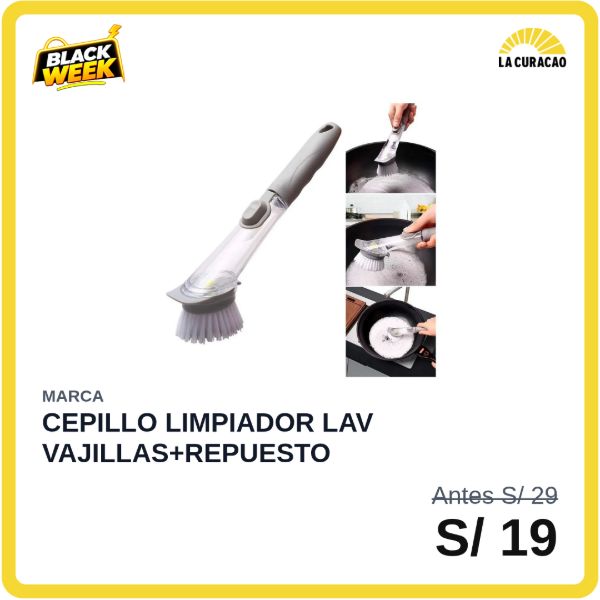 BLACK
WEEK
LA CURACAO
MARCA
CEPILLO LIMPIADOR LAV
VAJILLAS+REPUESTO
Antes S/ 29
S/ 19